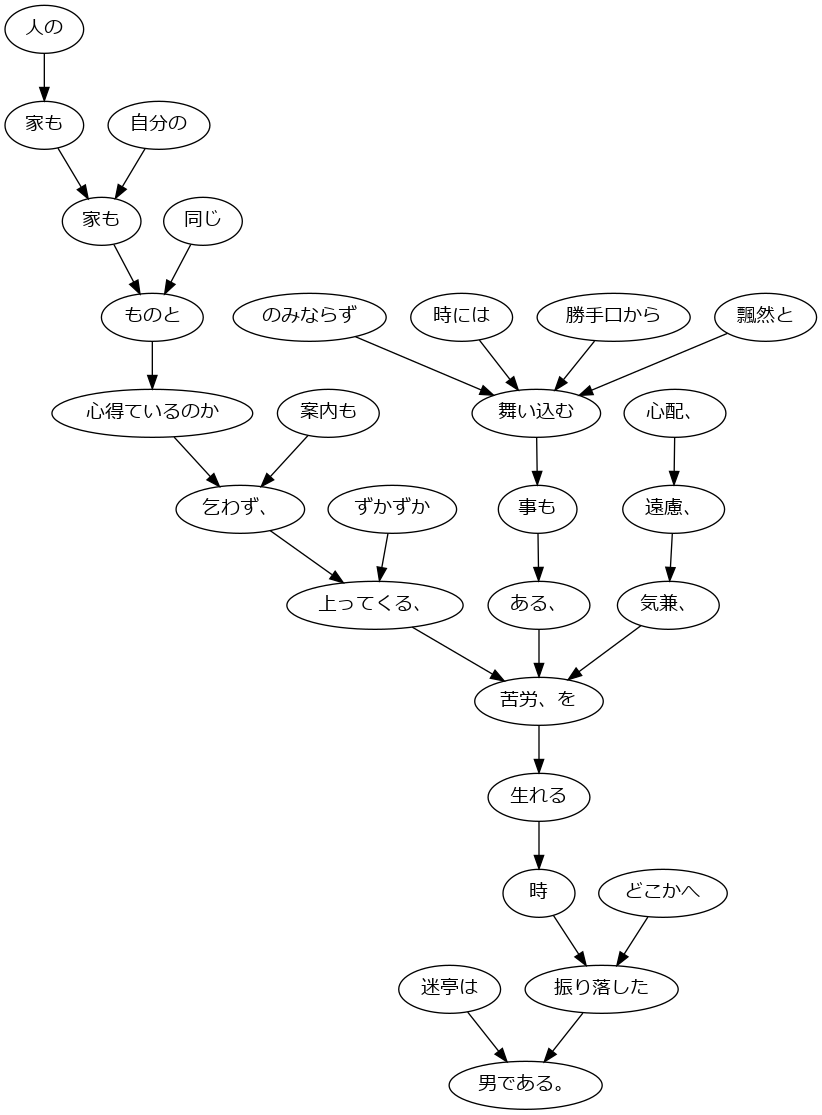 人の
家も
自分の
家も
同じ
ものと
のみならず
時には
勝手口から
飄然と
心得ているのか
案内も
舞い込む
心配、
乞わず、
ずかずか
事も
遠慮、
上ってくる、
ある、
気兼、
苦労、を
生れる
時
どこかへ
迷亭は
振り落した
男である。